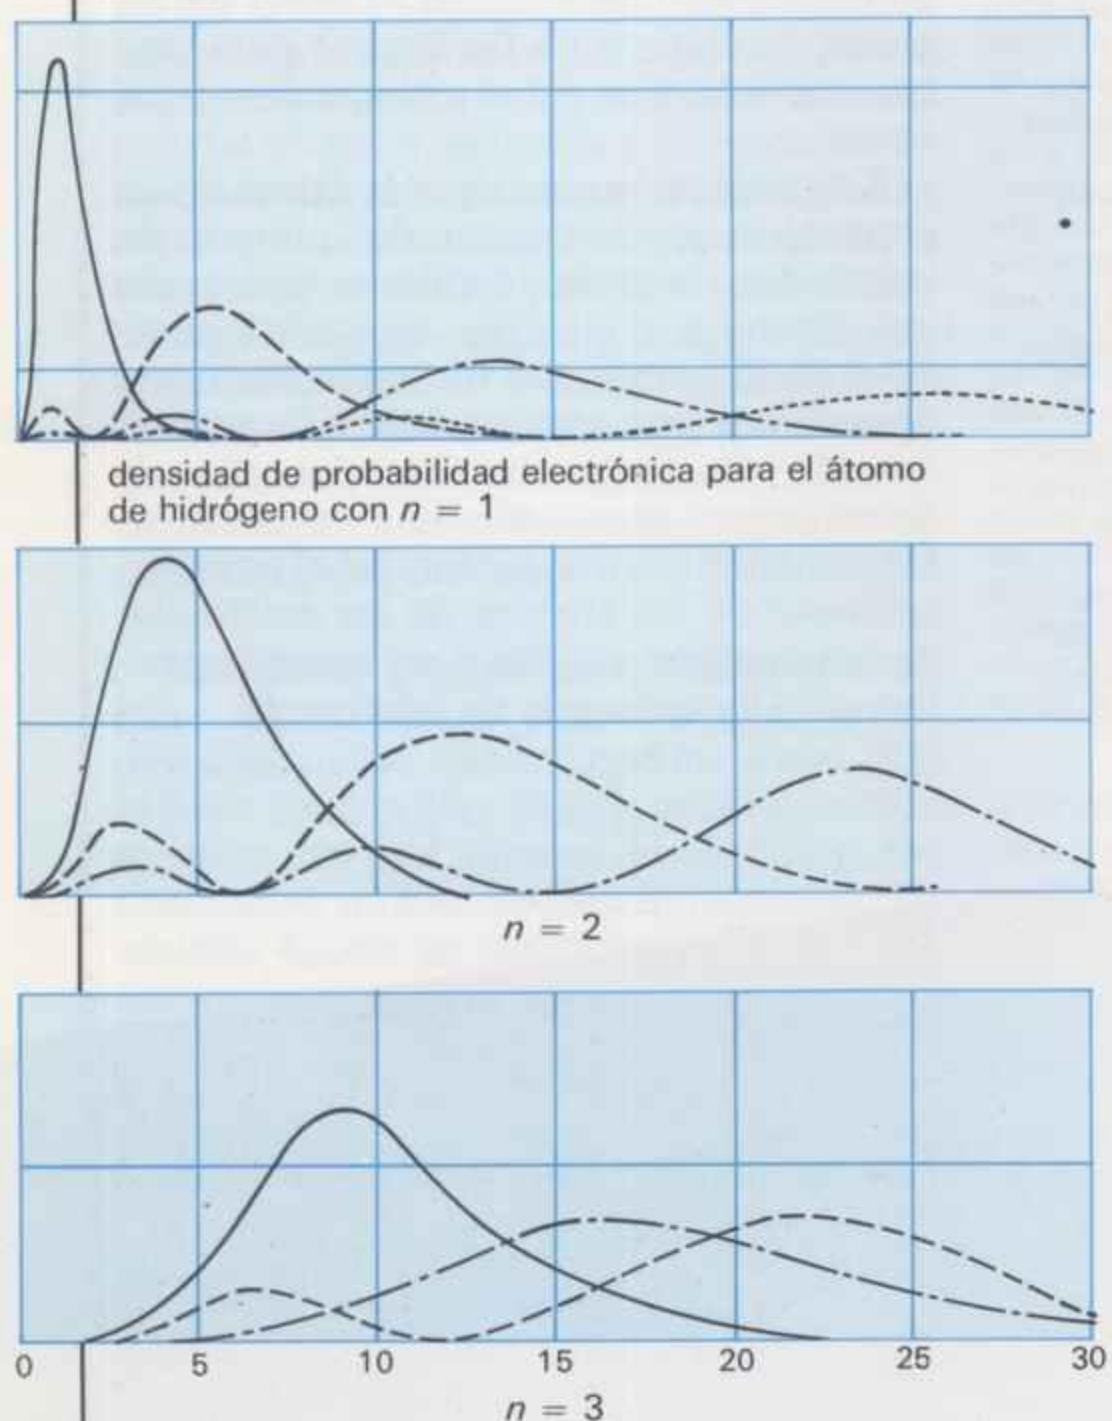 densidad de probabilidad electrónica para el átomo
de hidrógeno con n = 1
n = 2
0 5 10 15 20 25 30
n = 3